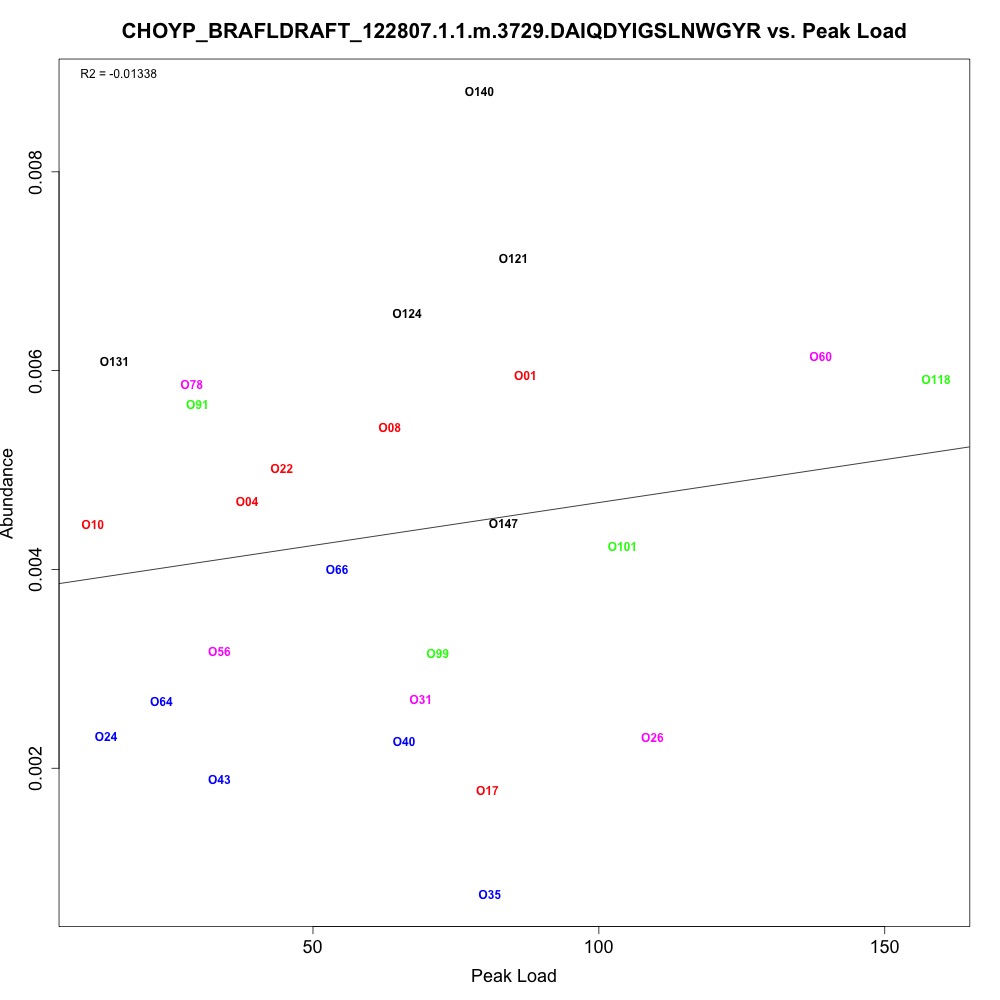 CHOYP_BRAFLDRAFT_122807.1.1.m.3729.DAIQDYIGSLNWGYR vs. Peak Load
R2 = -0.01338
O140
0.008
O121
O124
O131
O60
0.006
O01
O118
O78
O91
O08
O22
O04
O10
O147
Abundance
O101
0.004
O66
O56
O99
O31
O64
O24
O26
O40
0.002
O43
O17
O35
50
100
150
Peak Load